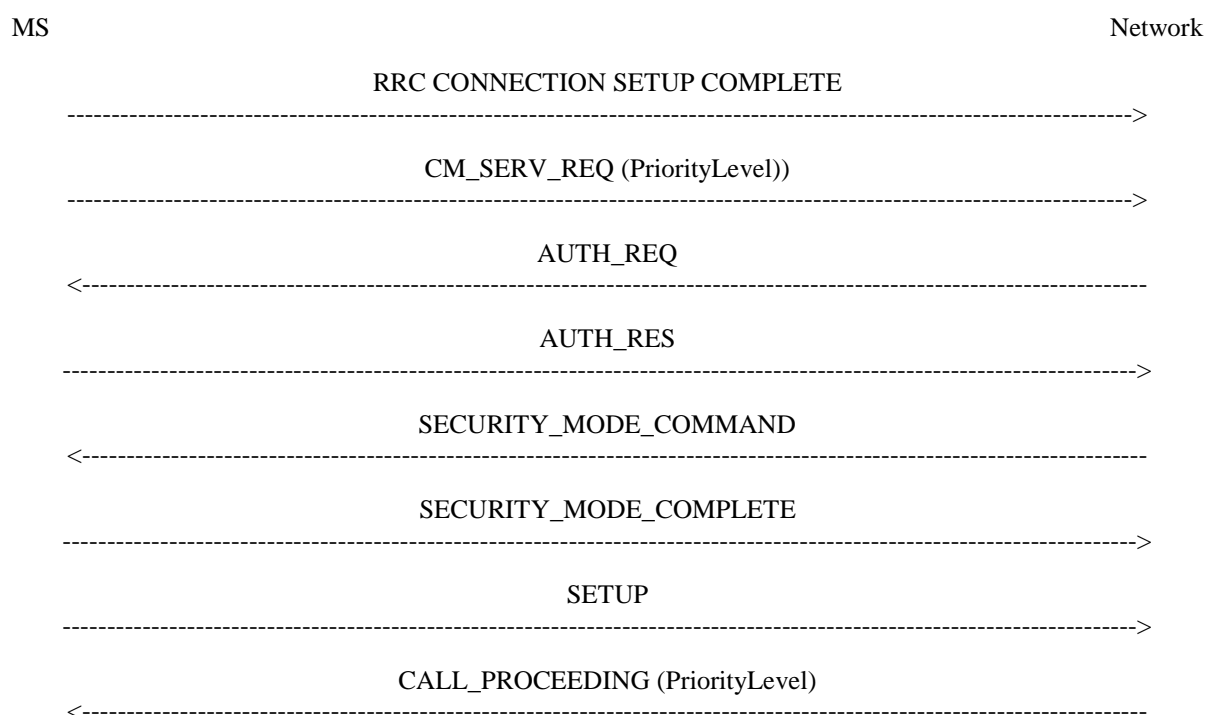 MS Network
RRC CONNECTION SETUP COMPLETE
------------------------------------------------------------------------------------------------------------------------>
CM_SERV_REQ (PriorityLevel))
------------------------------------------------------------------------------------------------------------------------>
AUTH_REQ
<------------------------------------------------------------------------------------------------------------------------
AUTH_RES
------------------------------------------------------------------------------------------------------------------------->
SECURITY_MODE_COMMAND
<------------------------------------------------------------------------------------------------------------------------
SECURITY_MODE_COMPLETE
------------------------------------------------------------------------------------------------------------------------->
SETUP
------------------------------------------------------------------------------------------------------------------------->
CALL_PROCEEDING (PriorityLevel)
<------------------------------------------------------------------------------------------------------------------------